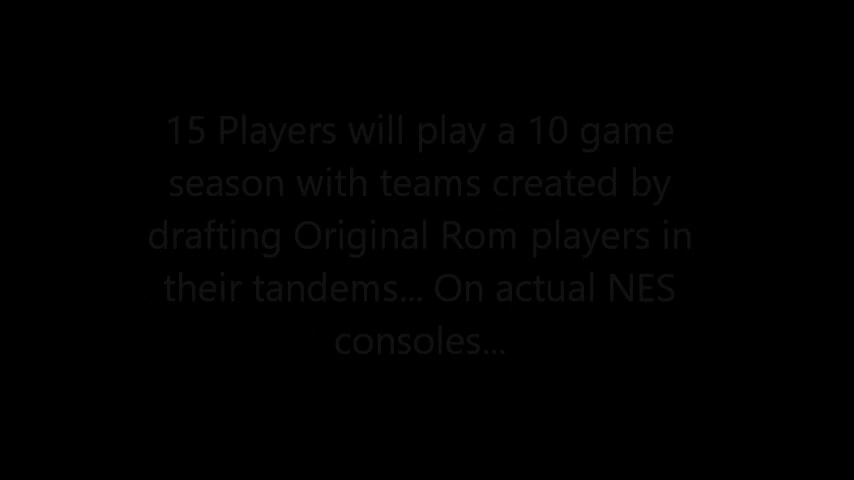 15 Players will play a 10 game
season with teams created by
drafting Original Rom players in
their tandems... On actual NES
consoles...